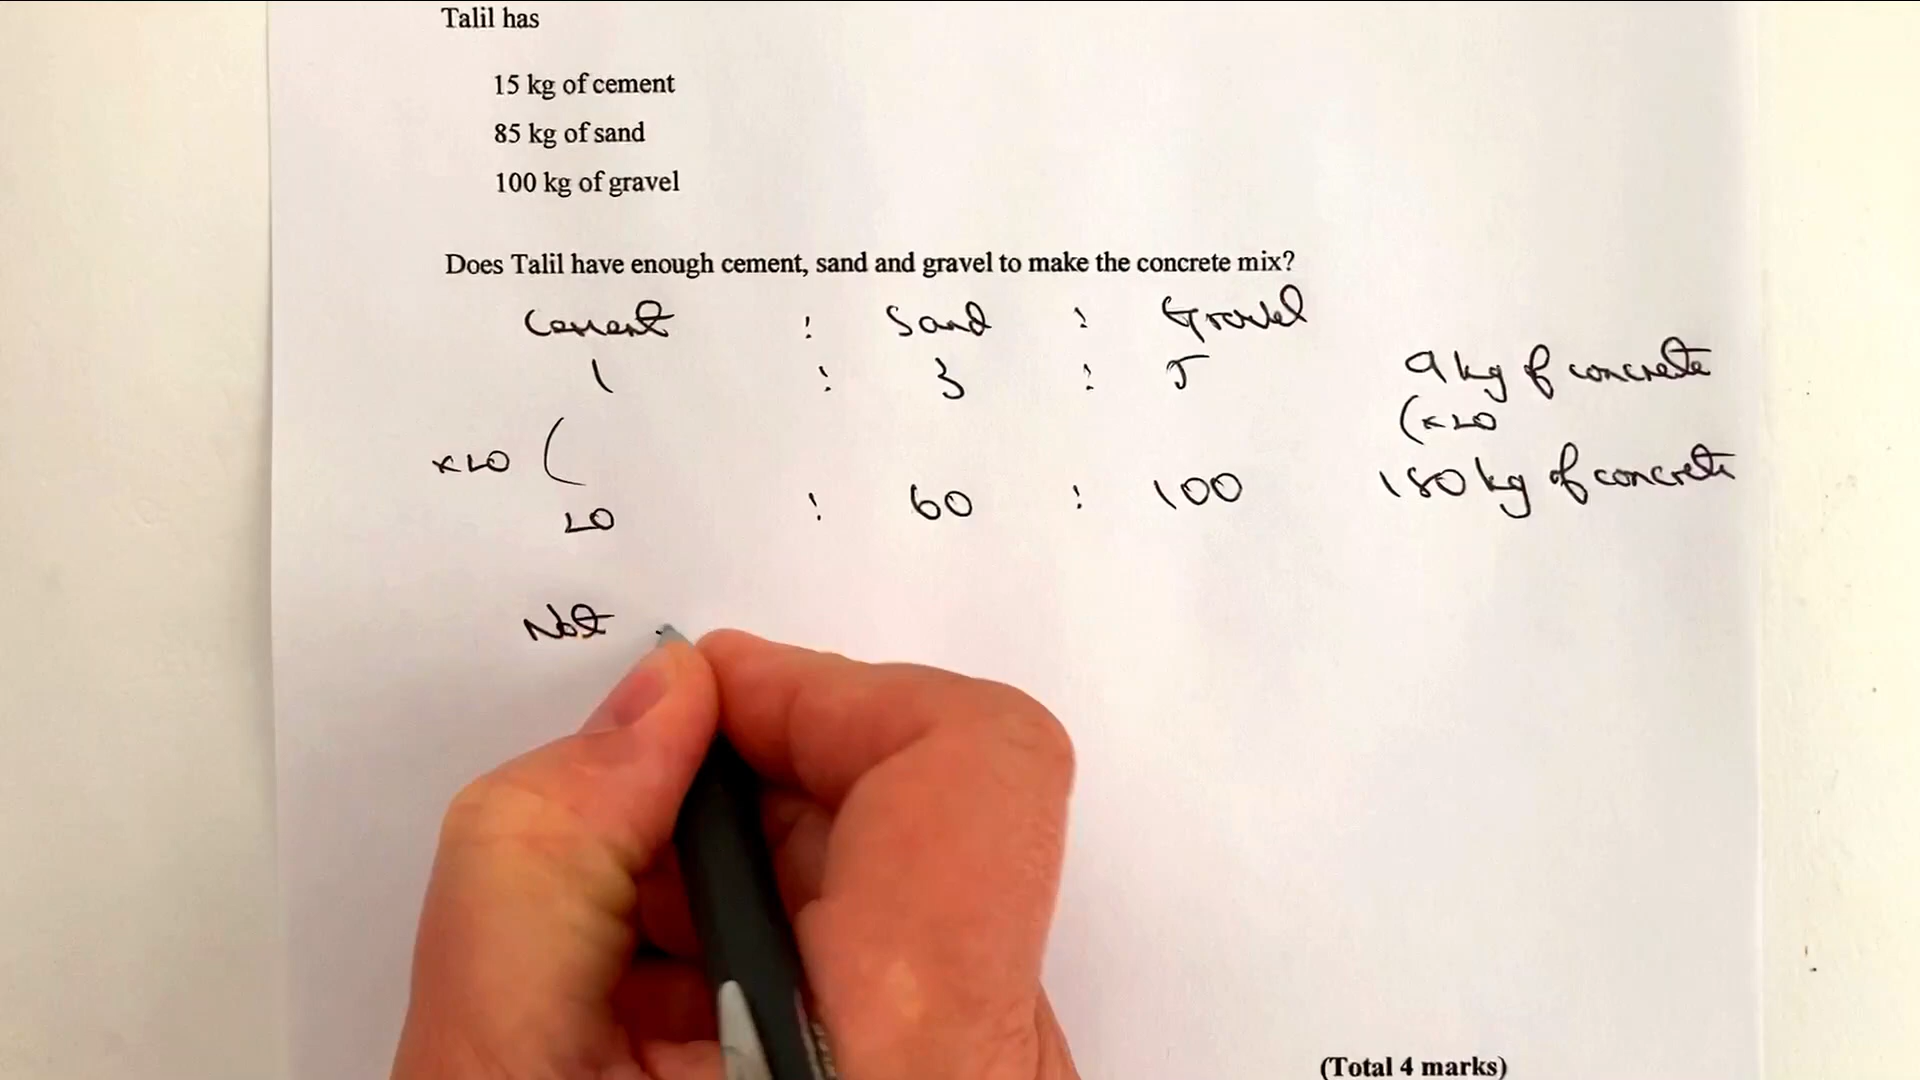 Talil has
15 kg of cement
85 kg of sand
100 kg of gravel
Does Talil have enough cement, sand and gravel to make the concrete mix?
Cement : Sand : Gravel
1 : 3 : 5 9 kg of concrete
×20 ( (×20
20 : 60 : 100 180 kg of concrete
Not
(Total 4 marks)